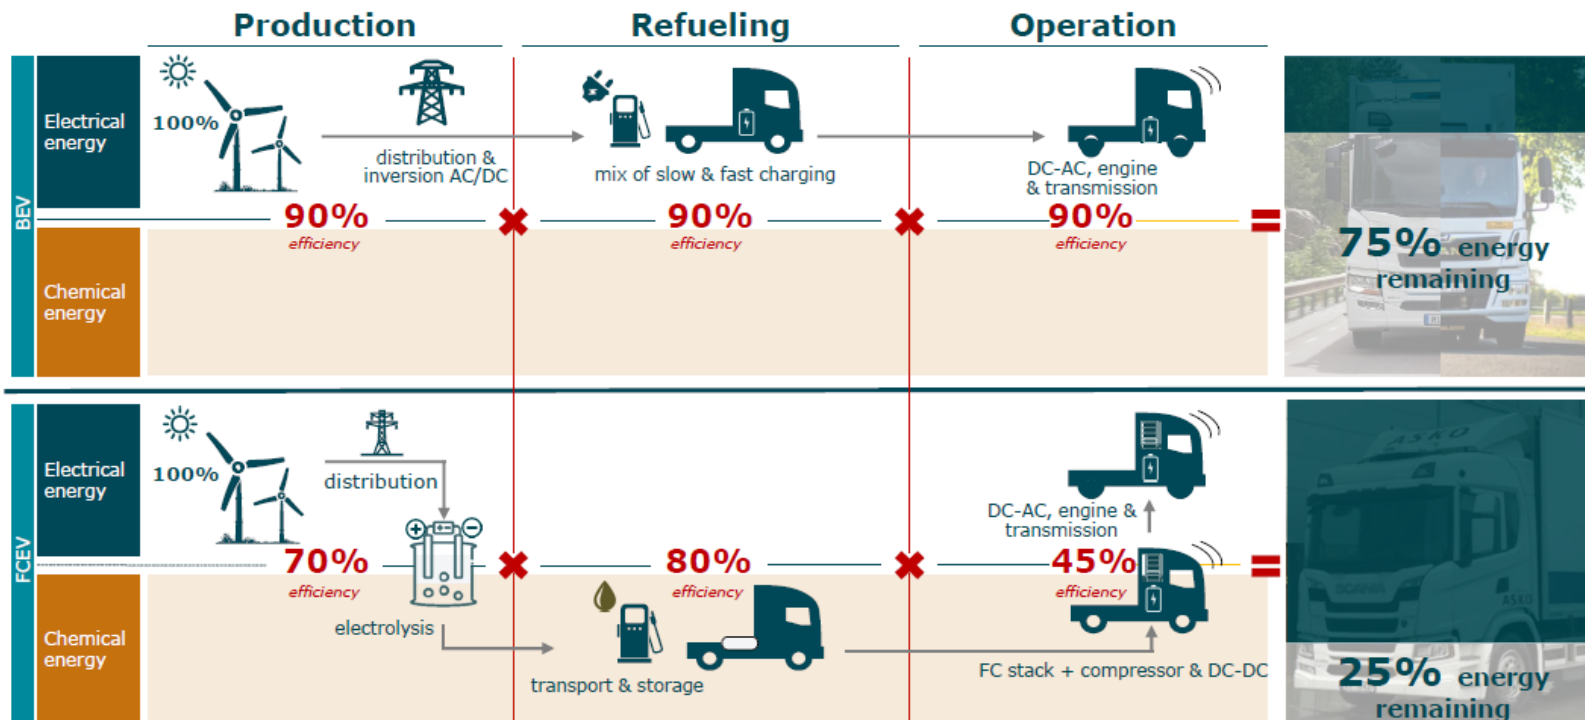 Production
Refueling
Operation
BEV
Electrical
energy
100%
distribution &
inversion AC/DC
mix of slow & fast charging
DC-AC, engine
& transmission
90%
efficiency
90%
efficiency
90%
efficiency
75% energy
remaining
Chemical
energy
FCEV
Electrical
energy
100%
distribution
DC-AC, engine &
transmission
70%
efficiency
80%
efficiency
45%
efficiency
Chemical
energy
electrolysis
transport & storage
FC stack + compressor & DC-DC
ASKO
SCANIA
ASKO
25% energy
remaining